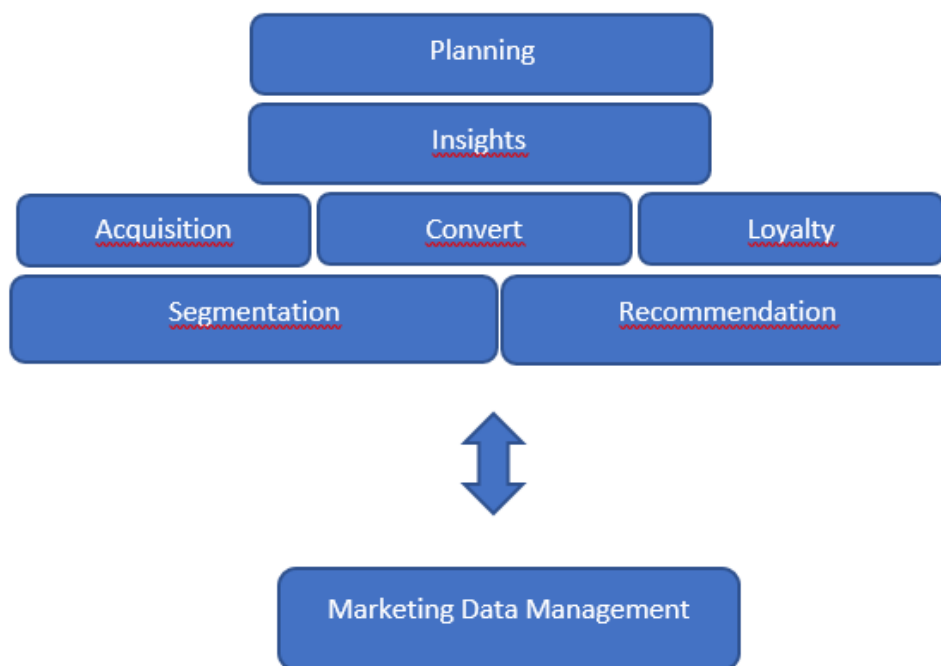 Planning
Insights
Acquisition Convert Loyalty
Segmentation Recommendation
Marketing Data Management